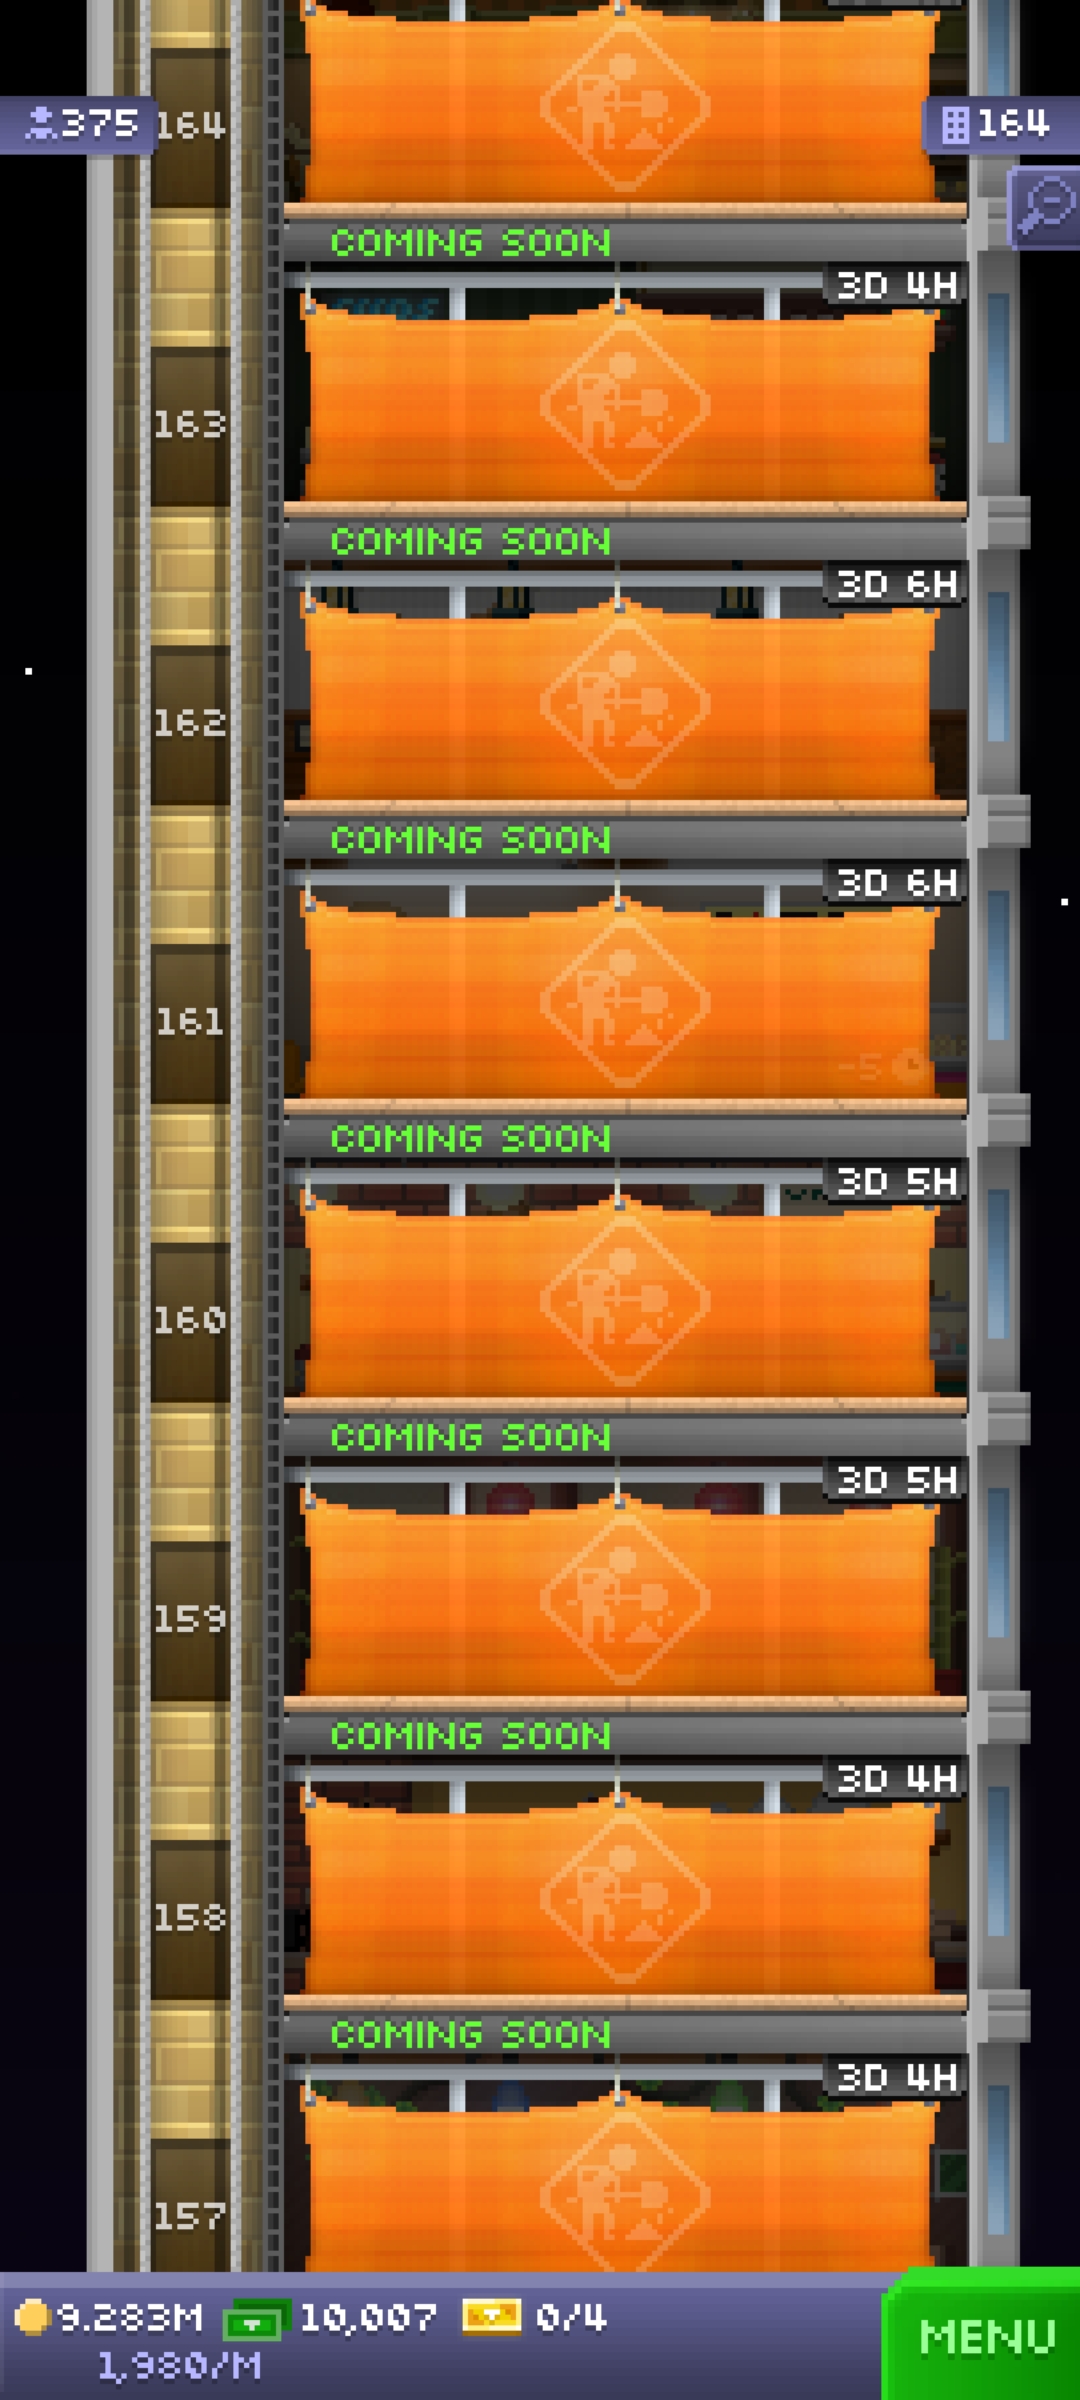 375
164
164
COMING SOON
3D 4H
163
COMING SOON
3D 6H
162
COMING SOON
3D 6H
161
-5
COMING SOON
3D 5H
160
COMING SOON
3D 5H
159
COMING SOON
3D 4H
158
COMING SOON
3D 4H
157
9.283M
10,007
0/4
MENU
1,980/M